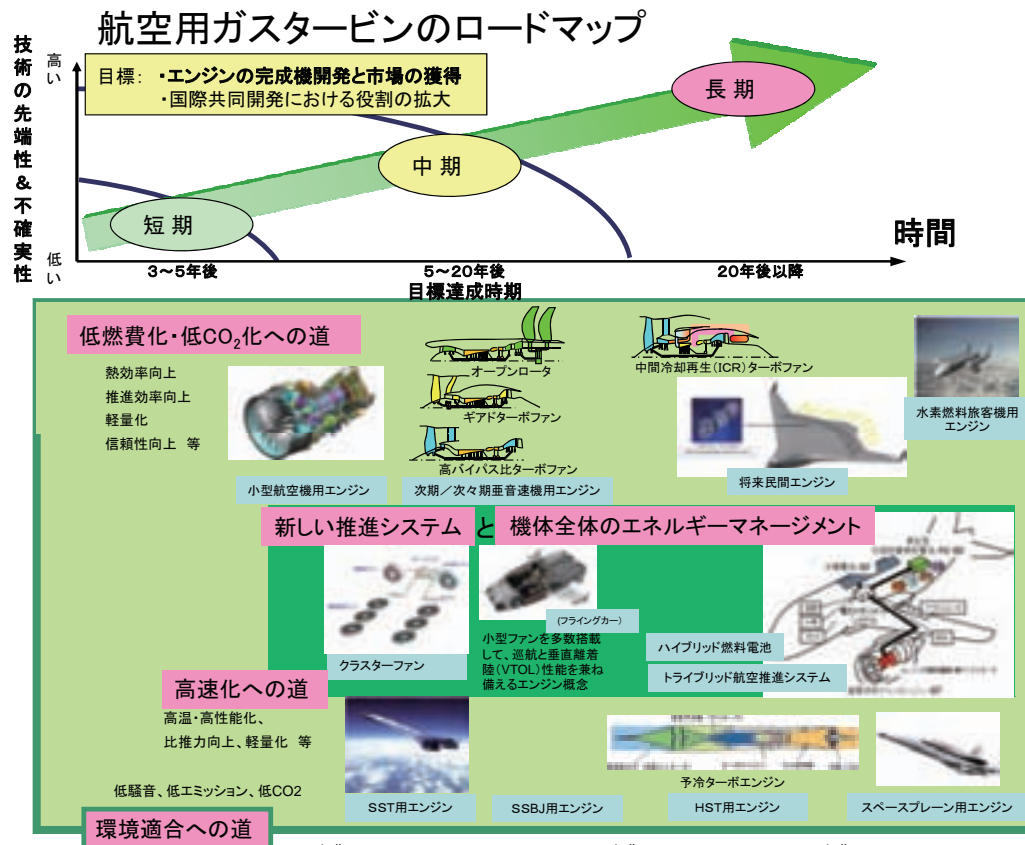 航空用ガスタービンのロードマップ
技術の先端性&不確実性
高い
低い
目標: ・エンジンの完成機開発と市場の獲得
・国際共同開発における役割の拡大
長期
中期
短期
時間
3～5年後
5～20年後
20年後以降
目標達成時期
低燃費化・低CO₂化への道
熱効率向上
推進効率向上
軽量化
信頼性向上 等
小型航空機用エンジン
オープンロータ
ギアドターボファン
高バイパス比ターボファン
次期／次々期亜音速機用エンジン
中間冷却再生(ICR)ターボファン
将来民間エンジン
水素燃料旅客機用
エンジン
新しい推進システム と 機体全体のエネルギーマネージメント
クラスターファン
(フライングカー)
小型ファンを多数搭載
して、巡航と垂直離着
陸(VTOL)性能を兼ね
備えるエンジン概念
ハイブリッド燃料電池
トライブリッド航空推進システム
高速化への道
高温・高性能化、
比推力向上、軽量化 等
低騒音、低エミッション、低CO2
SST用エンジン
SSBJ用エンジン
予冷ターボエンジン
HST用エンジン
スペースプレーン用エンジン
環境適合への道